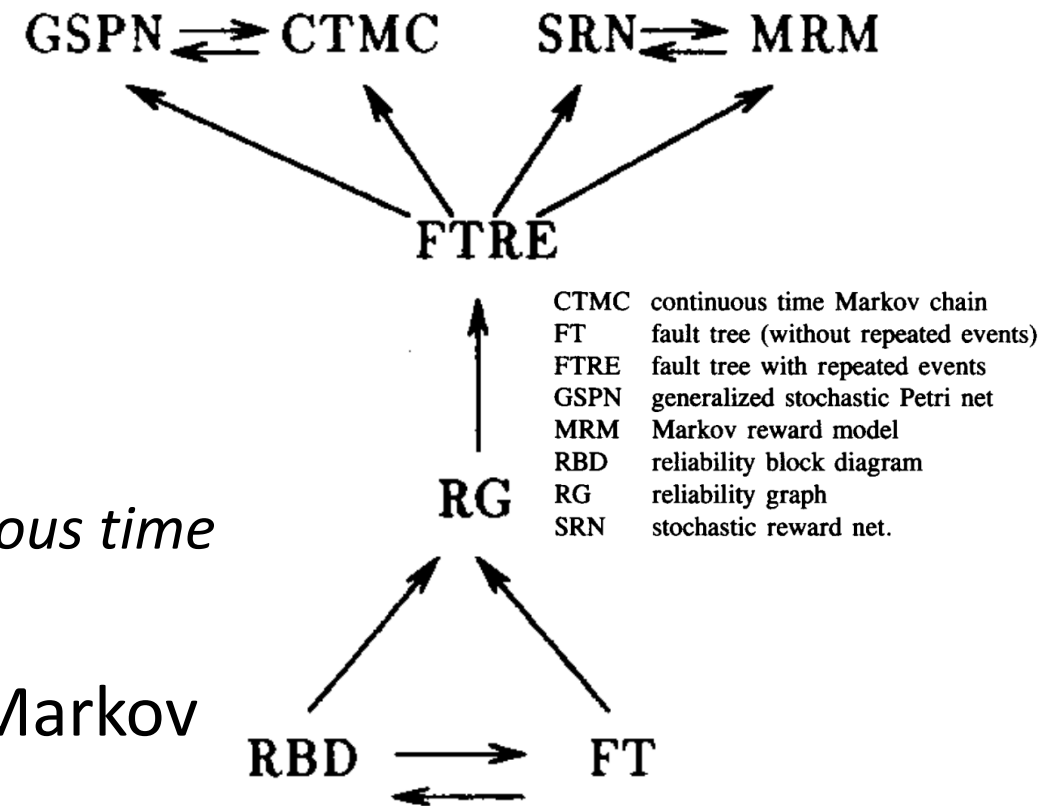 GSPN CTMC SRN MRM
FTRE
CTMC continuous time Markov chain
FT fault tree (without repeated events)
FTRE fault tree with repeated events
GSPN generalized stochastic Petri net
MRM Markov reward model
RBD reliability block diagram
RG reliability graph
SRN stochastic reward net.
RG
ous time
Markov
RBD FT